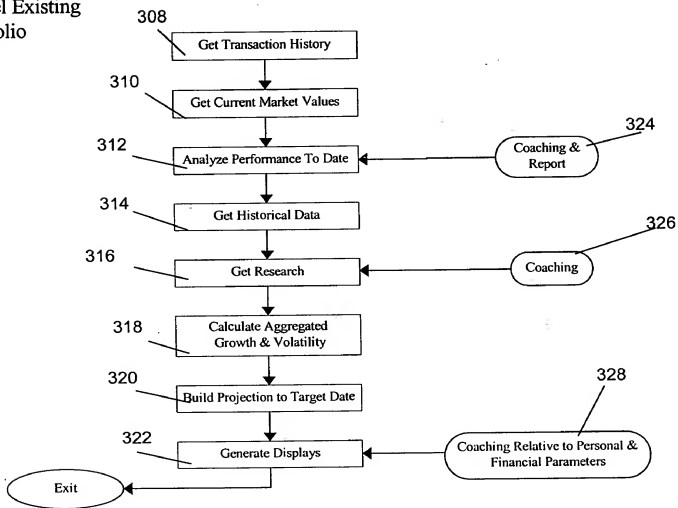 Existing
olio
308
Get Transaction History
310
Get Current Market Values
312
Analyze Performance To Date
324
Coaching &
Report
314
Get Historical Data
316
Get Research
326
Coaching
318
Calculate Aggregated
Growth & Volatility
320
Build Projection to Target Date
328
322
Generate Displays
Coaching Relative to Personal &
Financial Parameters
Exit